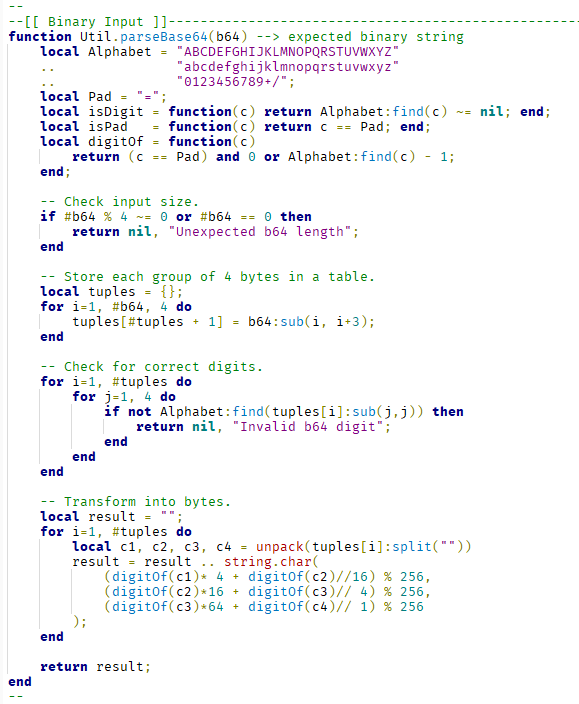 --
--[[ Binary Input ]]----------------------------------------------------
function Util.parseBase64(b64) --> expected binary string
    local Alphabet = "ABCDEFGHIJKLMNOPQRSTUVWXYZ"
    ..               "abcdefghijklmnopqrstuvwxyz"
    ..               "0123456789+/";
    local Pad = "=";
    local isDigit = function(c) return Alphabet:find(c) ~= nil; end;
    local isPad   = function(c) return c == Pad; end;
    local digitOf = function(c)
        return (c == Pad) and 0 or Alphabet:find(c) - 1;
    end;

    -- Check input size.
    if #b64 % 4 ~= 0 or #b64 == 0 then
        return nil, "Unexpected b64 length";
    end

    -- Store each group of 4 bytes in a table.
    local tuples = {};
    for i=1, #b64, 4 do
        tuples[#tuples + 1] = b64:sub(i, i+3);
    end

    -- Check for correct digits.
    for i=1, #tuples do
        for j=1, 4 do
            if not Alphabet:find(tuples[i]:sub(j,j)) then
                return nil, "Invalid b64 digit";
            end
        end
    end

    -- Transform into bytes.
    local result = "";
    for i=1, #tuples do
        local c1, c2, c3, c4 = unpack(tuples[i]:split(""))
        result = result .. string.char(
            (digitOf(c1)* 4 + digitOf(c2)//16) % 256,
            (digitOf(c2)*16 + digitOf(c3)// 4) % 256,
            (digitOf(c3)*64 + digitOf(c4)// 1) % 256
        );
    end

    return result;
end
--